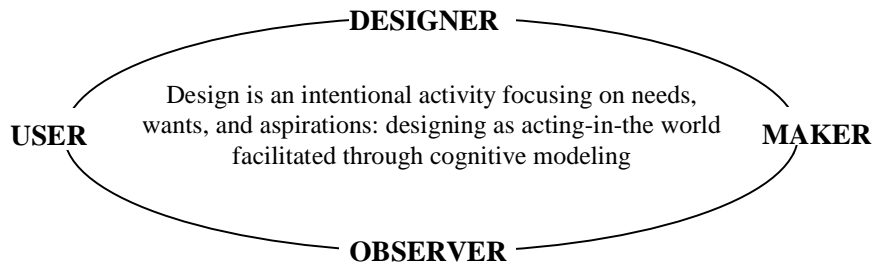 DESIGNER
Design is an intentional activity focusing on needs,
wants, and aspirations: designing as acting-in-the world
facilitated through cognitive modeling
USER
MAKER
OBSERVER